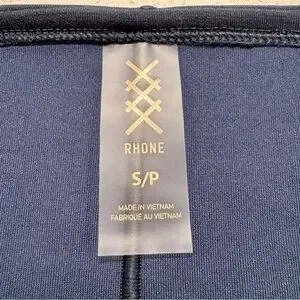 RHONE
S/P
MADE IN VIETNAM
FABRIQUÉ AU VIETNAM